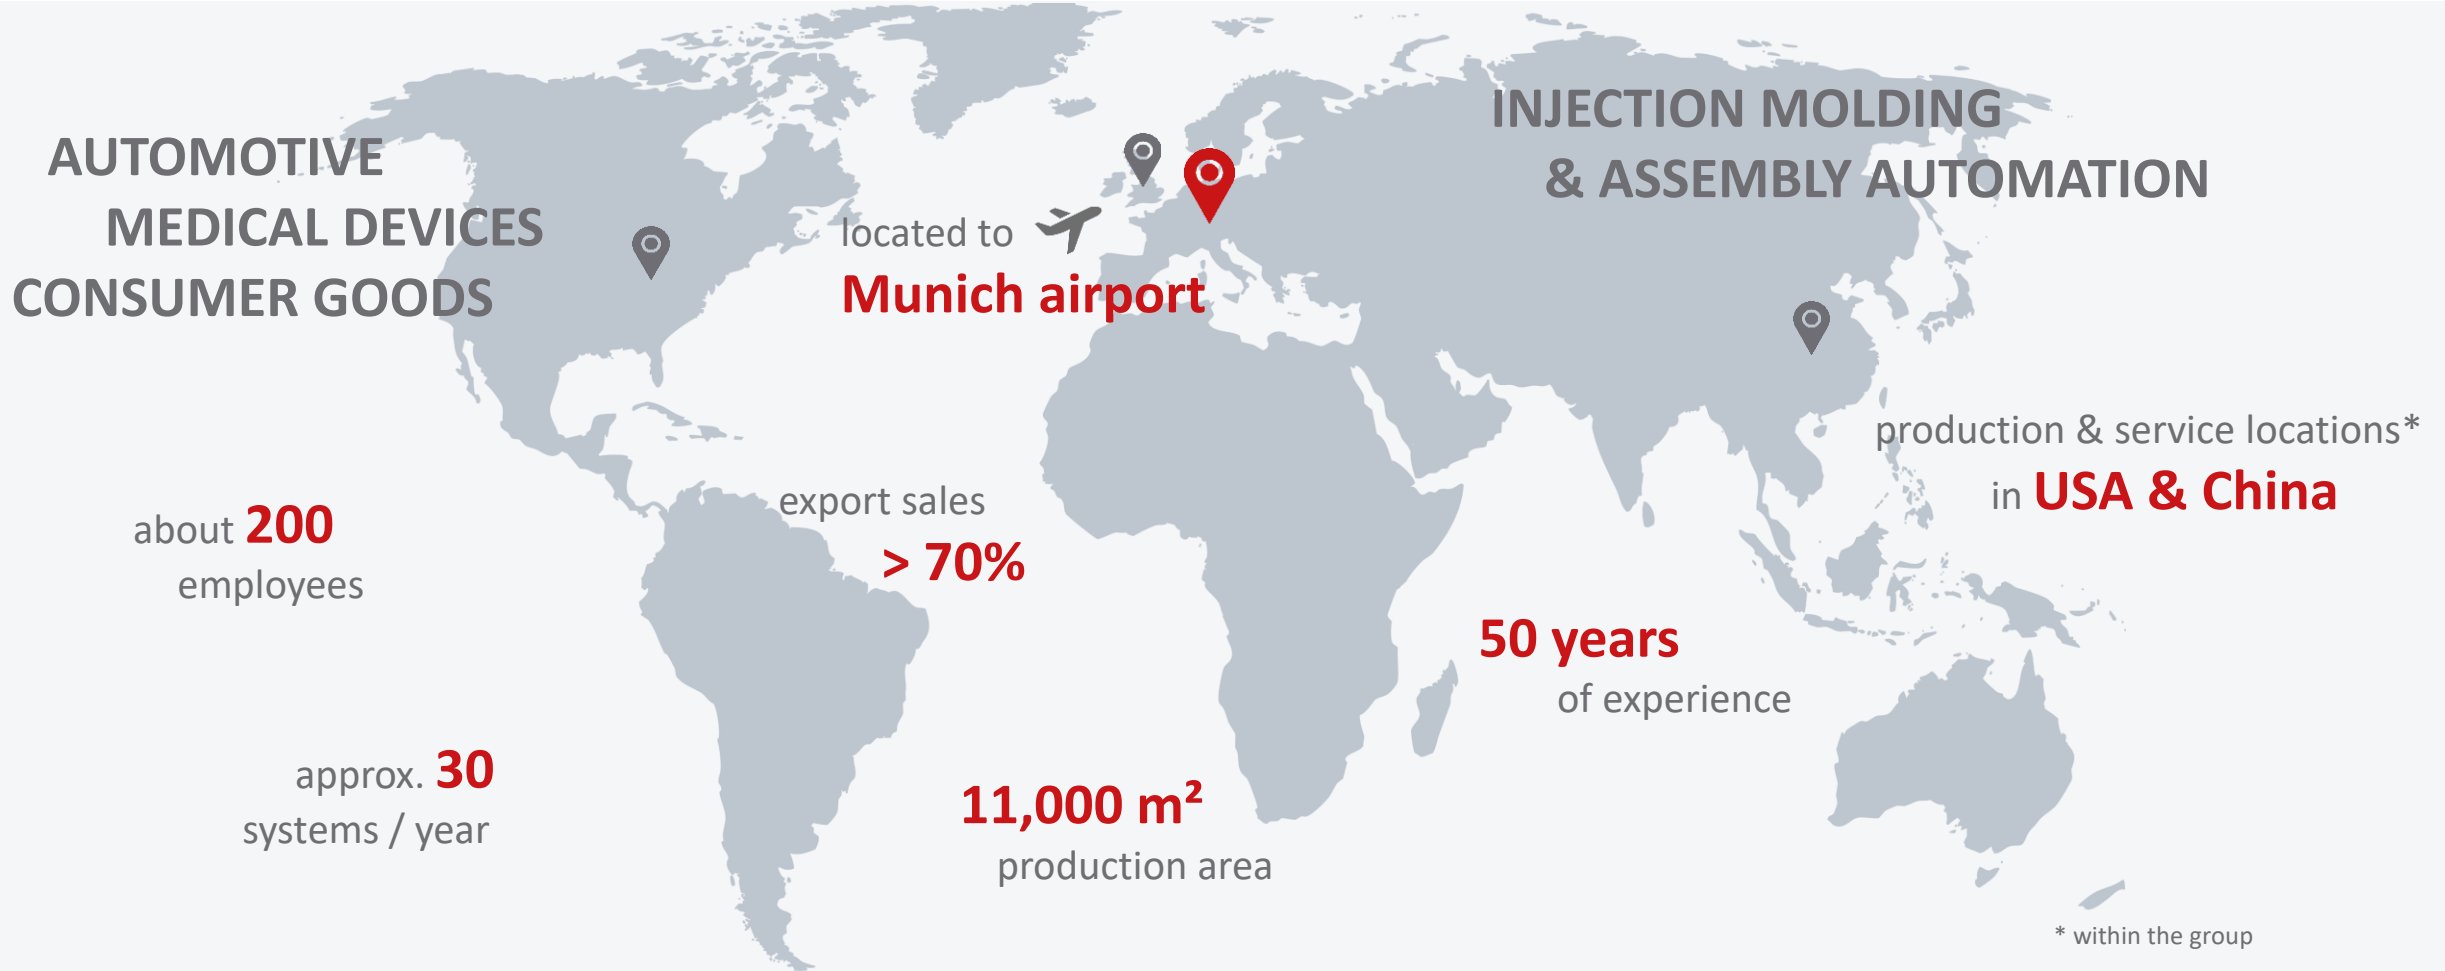 AUTOMOTIVE
MEDICAL DEVICES
CONSUMER GOODS
INJECTION MOLDING
& ASSEMBLY AUTOMATION
located to
Munich airport
production & service locations*
in USA & China
about 200
employees
export sales
> 70%
50 years
of experience
approx. 30
systems / year
11,000 m²
production area
* within the group